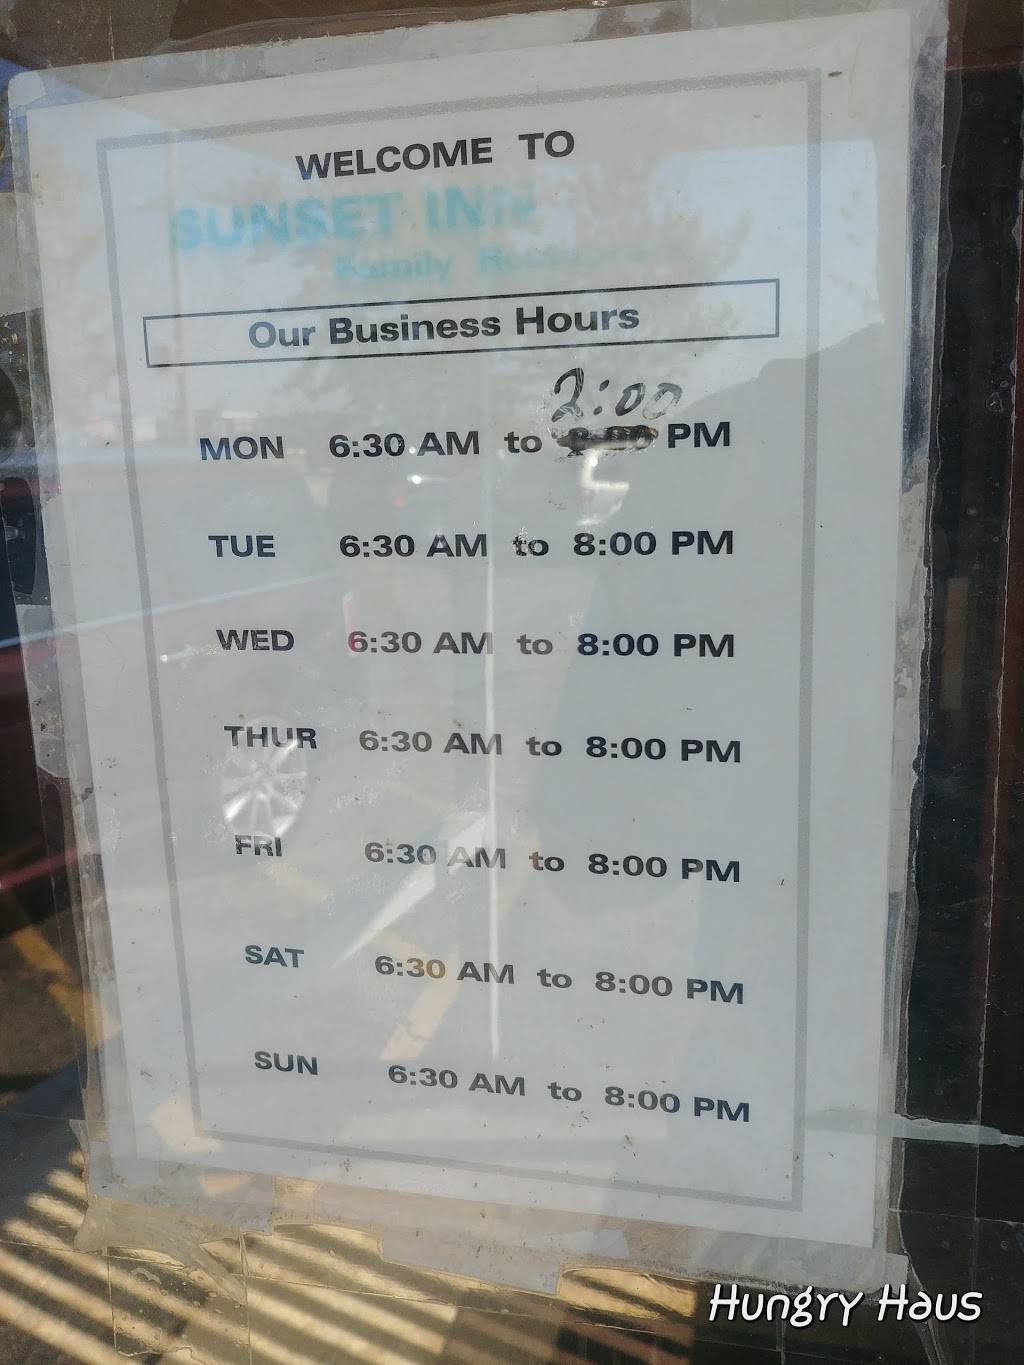 WELCOME TO
SUNSET INN
Family
Our Business Hours
2:00
MON 6:30 AM to PM
TUE 6:30 AM to 8:00 PM
WED 6:30 AM to 8:00 PM
THUR 6:30 AM to 8:00 PM
FRI 6:30 AM to 8:00 PM
SAT 6:30 AM to 8:00 PM
SUN 6:30 AM to 8:00 PM
Hungry Haus